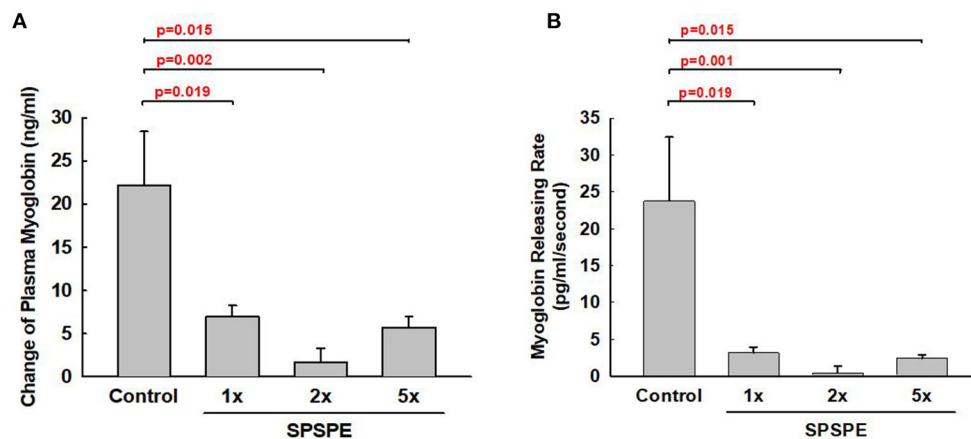 A
p=0.015
p=0.002
p=0.019
Change of Plasma Myoglobin (ng/ml)
30
25
20
15
10
5
0
Control 1x 2x 5x
SPSPE
B
p=0.015
p=0.001
p=0.019
Myoglobin Releasing Rate
(pg/ml/second)
35
30
25
20
15
10
5
0
Control 1x 2x 5x
SPSPE